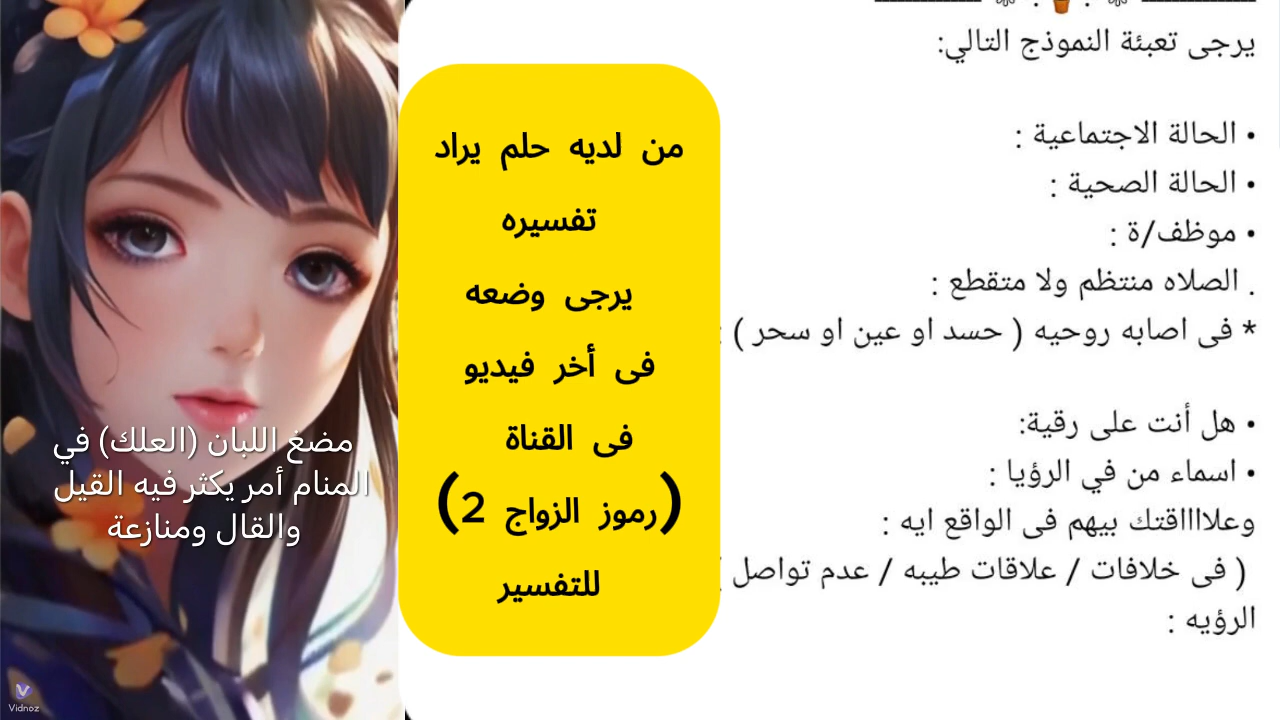 يرجى تعبئة النموذج التالي:
• الحالة الاجتماعية :
• الحالة الصحية :
• موظف/ة :
. الصلاه منتظم ولا متقطع :
* فى اصابه روحيه ( حسد او عين او سحر ) :
• هل أنت على رقية:
• اسماء من في الرؤيا :
وعلااااقتك بيهم فى الواقع ايه :
( فى خلافات / علاقات طيبه / عدم تواصل )
الرؤيه :
من لديه حلم يراد
تفسيره
يرجى وضعه
فى أخر فيديو
فى القناة
(رموز الزواج 2)
للتفسير
مضغ اللبان (العلك) في
المنام أمر يكثر فيه القيل
والقال ومنازعة
Vidnoz